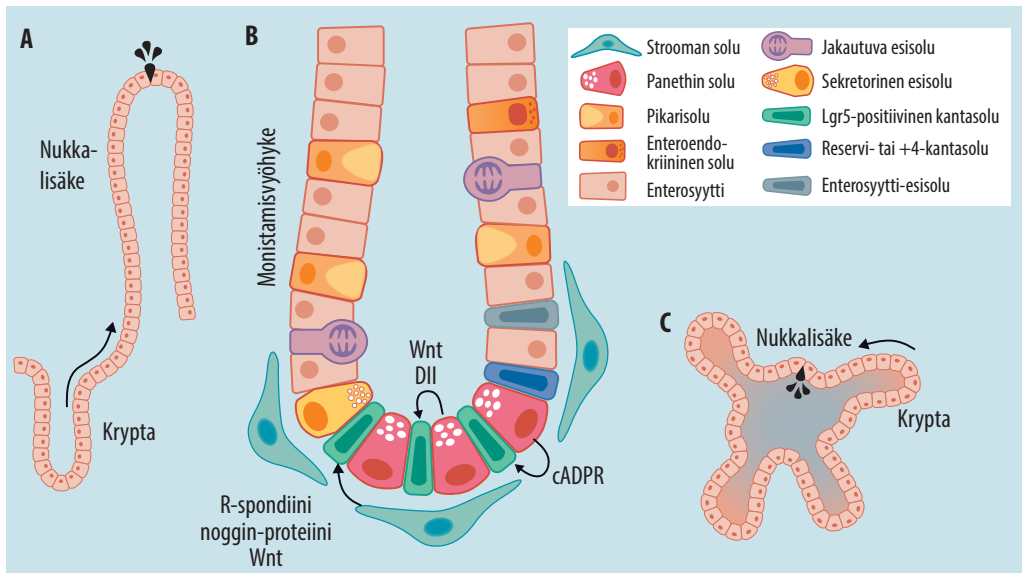 A
Nukka-
lisäke
Krypta
B
Monistamisvyöhyke
Wnt
Dll
cADPR
R-spondiini
noggin-proteiini
Wnt
Strooman solu
Panethin solu
Pikarisolu
Enteroendo-
kriininen solu
Enterosyytti
Jakautuva esisolu
Sekretorinen esisolu
Lgr5-positiivinen kantasolu
Reservi- tai +4-kantasolu
Enterosyytti-esisolu
C
Nukkalisäke
Krypta